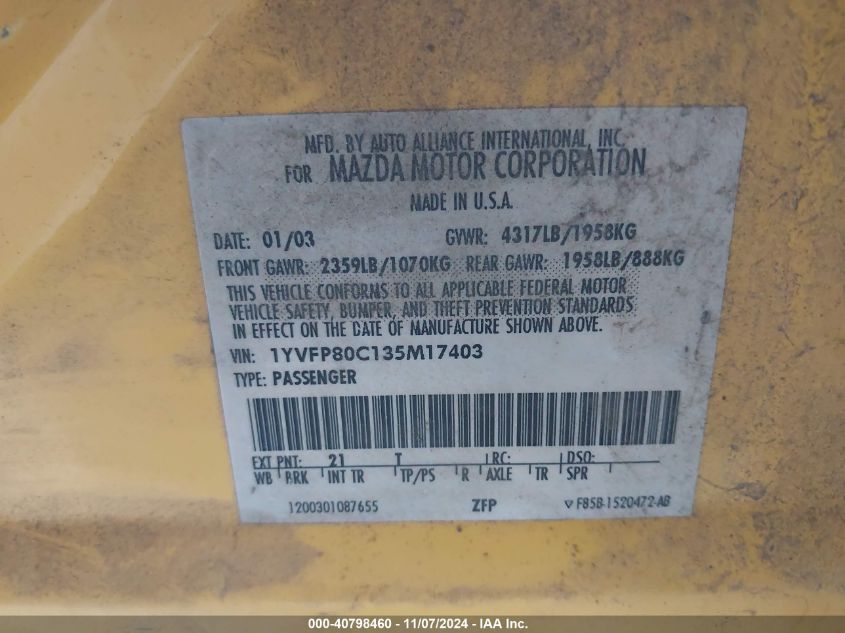 MFD. BY AUTO ALLIANCE INTERNATIONAL, INC.
FOR MAZDA MOTOR CORPORATION
MADE IN U.S.A.
DATE: 01/03 GVWR: 4317LB/1958KG
FRONT GAWR: 2359LB/1070KG REAR GAWR: 1958LB/888KG
THIS VEHICLE CONFORMS TO ALL APPLICABLE FEDERAL MOTOR
VEHICLE SAFETY, BUMPER, AND THEFT PREVENTION STANDARDS
IN EFFECT ON THE DATE OF MANUFACTURE SHOWN ABOVE.
VIN: 1YVFP80C135M17403
TYPE: PASSENGER
EXT PNT: 21 T RC: DSO:
WB BRK INT TR TP/PS R AXLE TR SPR
1200301087655 ZFP F85B-1520472-AB
000-40798460 - 11/07/2024 - IAA Inc.